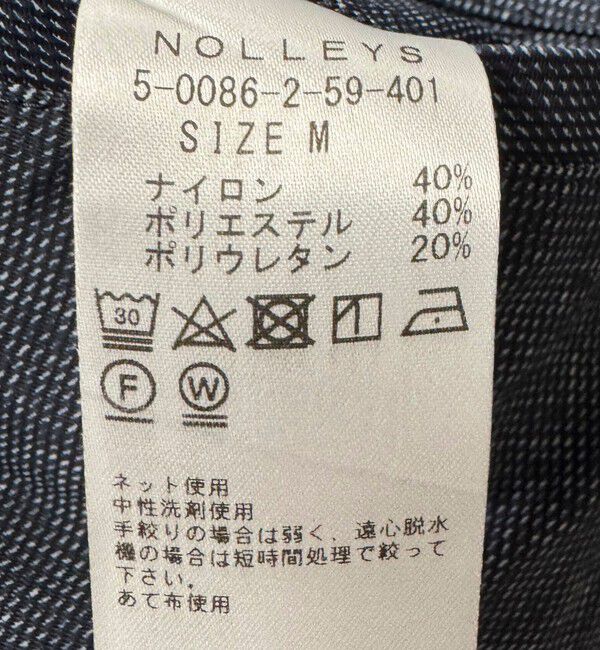 NOLLEYS
5-0086-2-59-401
SIZE M
ナイロン 40%
ポリエステル 40%
ポリウレタン 20%
30
F W
ネット使用
中性洗剤使用
手絞りの場合は弱く、遠心脱水
機の場合は短時間処理で絞って
下さい。
あて布使用